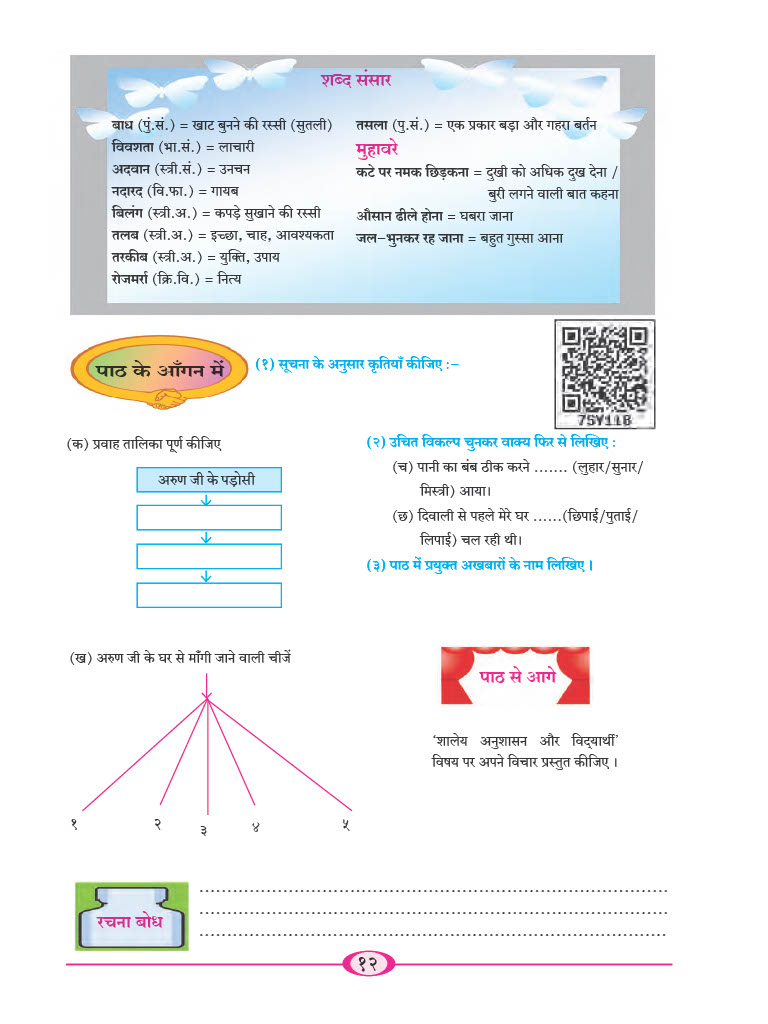 शब्द संसार
बाध (पुं.सं.) = खाट बुनने की रस्सी (सुतली)
विवशता (भा.सं.) = लाचारी
अदवान (स्त्री.सं.) = उनचन
नदारद (वि.फा.) = गायब
बिलंग (स्त्री.अ.) = कपड़े सुखाने की रस्सी
तलब (स्त्री.अ.) = इच्छा, चाह, आवश्यकता
तरकीब (स्त्री.अ.) = युक्ति, उपाय
रोजमर्रा (क्रि.वि.) = नित्य
तसला (पु.सं.) = एक प्रकार बड़ा और गहरा बर्तन
मुहावरे
कटे पर नमक छिड़कना = दुखी को अधिक दुख देना /
बुरी लगने वाली बात कहना
औसान ढीले होना = घबरा जाना
जल-भुनकर रह जाना = बहुत गुस्सा आना
पाठ के आँगन में
(१) सूचना के अनुसार कृतियाँ कीजिए :-
75Y11B
(क) प्रवाह तालिका पूर्ण कीजिए
अरुण जी के पड़ोसी
(ख) अरुण जी के घर से माँगी जाने वाली चीजें
१ २ ३ ४ ५
(२) उचित विकल्प चुनकर वाक्य फिर से लिखिए :
(च) पानी का बंब ठीक करने ....... (लुहार/सुनार/
मिस्त्री) आया।
(छ) दिवाली से पहले मेरे घर ......(छिपाई/पुताई/
लिपाई) चल रही थी।
(३) पाठ में प्रयुक्त अखबारों के नाम लिखिए ।
पाठ से आगे
‘शालेय अनुशासन और विद्‌यार्थी’
विषय पर अपने विचार प्रस्तुत कीजिए ।
रचना बोध
१२